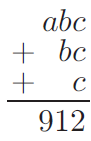 abc
+ bc
+ c
912